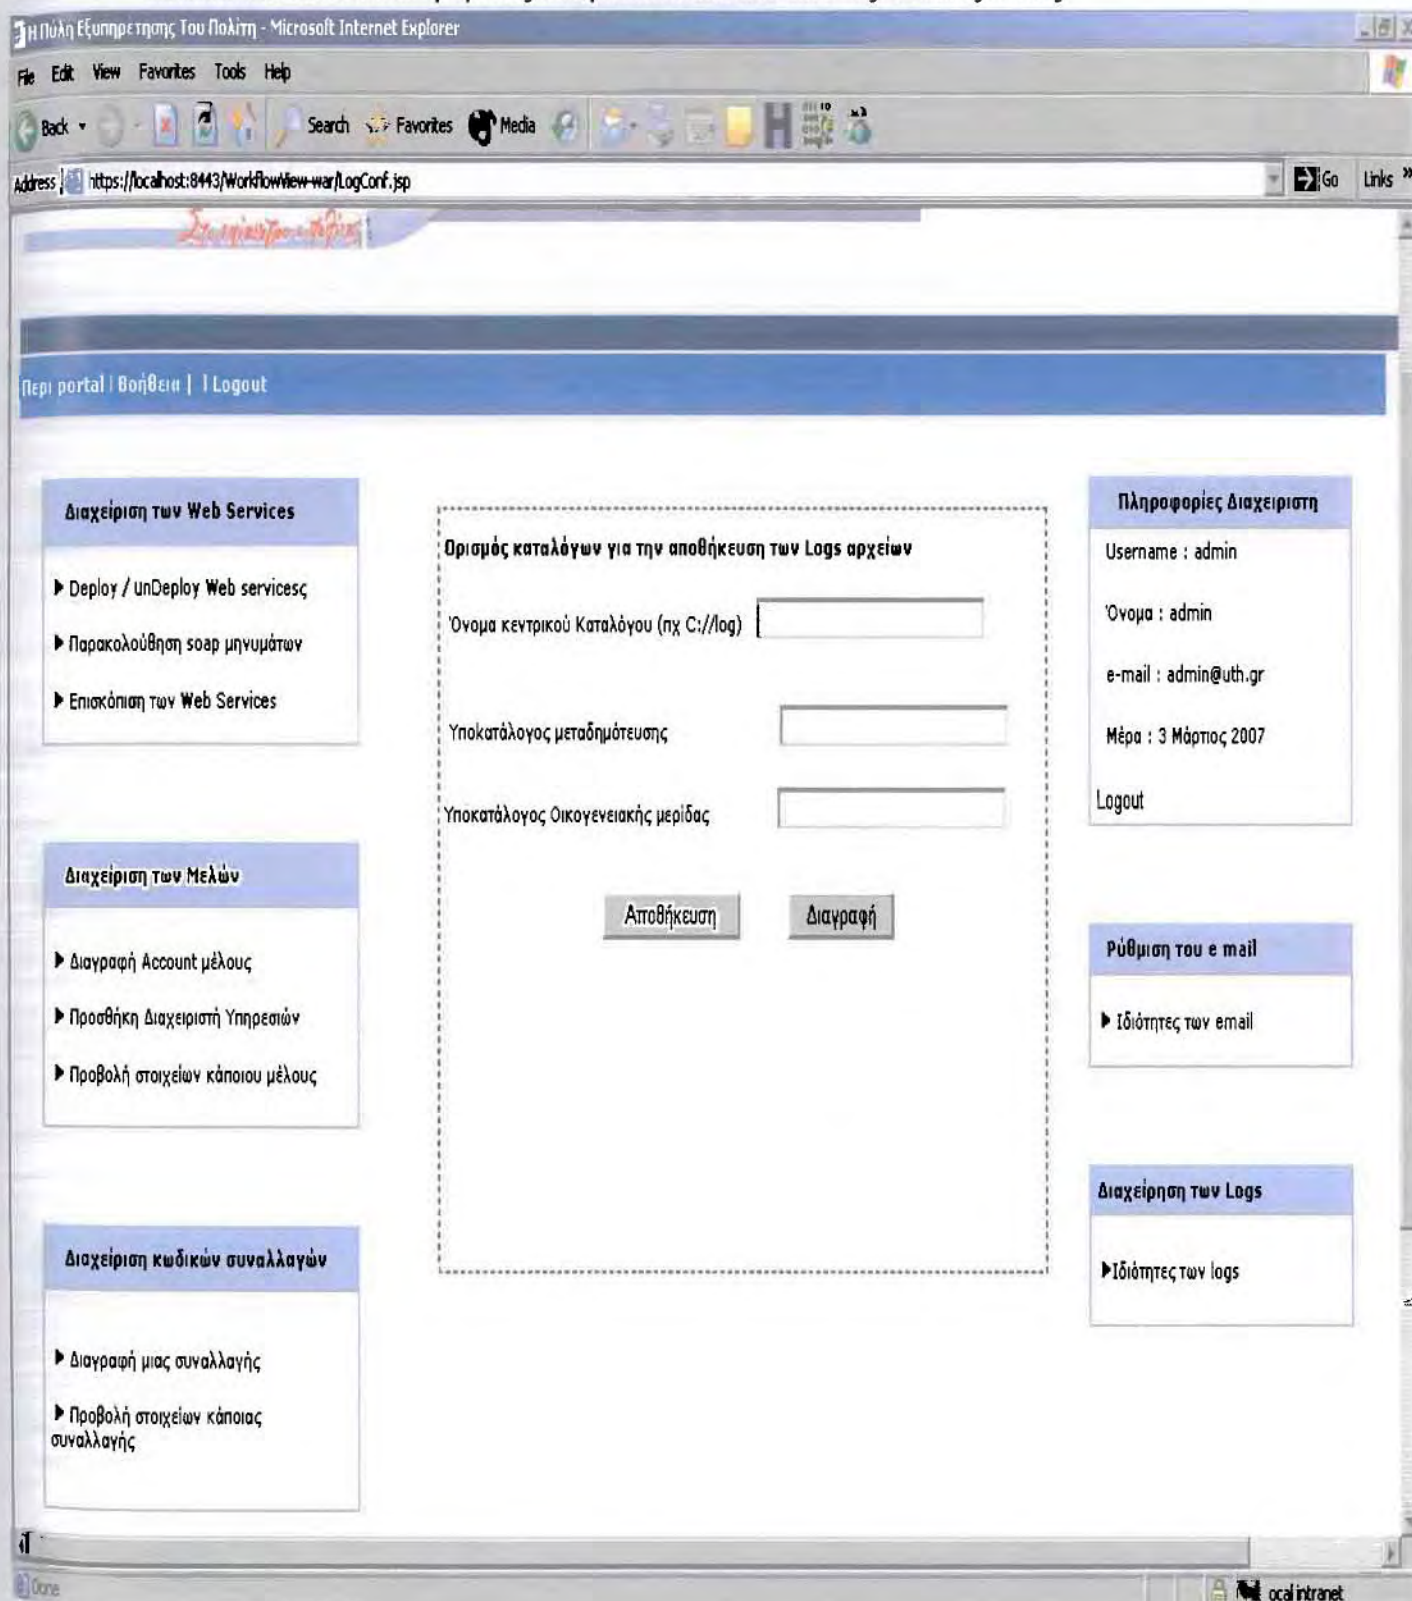 Η Πύλη Εξυπηρετησης Του Πολίτη - Microsoft Internet Explorer
File Edit View Favorites Tools Help
Back Search Favorites Media
Address https://localhost:8443/WorkflowView-war/LogConf.jsp Go Links »
Περι portal | Βοήθεια | | Logout
Διαχείριση των Web Services
Deploy / unDeploy Web servicesς
Παρακολούθηση soap μηνυμάτων
Επισκόπιση των Web Services
Διαχείριση των Μελών
Διαγραφή Account μέλους
Προσθήκη Διαχειριστή Υπηρεσιών
Προβολή στοιχείων κάποιου μέλους
Διαχείριση κωδικών συναλλαγών
Διαγραφή μιας συναλλαγής
Προβολή στοιχείων κάποιας
συναλλαγής
Ορισμός καταλόγων για την αποθήκευση των Logs αρχείων
Όνομα κεντρικού Καταλόγου (πχ C://log)
Υποκατάλογος μεταδημότευσης
Υποκατάλογος Οικογενειακής μερίδας
Αποθήκευση Διαγραφή
Πληροφορίες Διαχειριστη
Username : admin
Όνομα : admin
e-mail : admin@uth.gr
Μέρα : 3 Μάρτιος 2007
Logout
Ρύθμιση του e mail
Ιδιότητες των email
Διαχείρηση των Logs
Ιδιότητες των logs
Done
ocal intranet